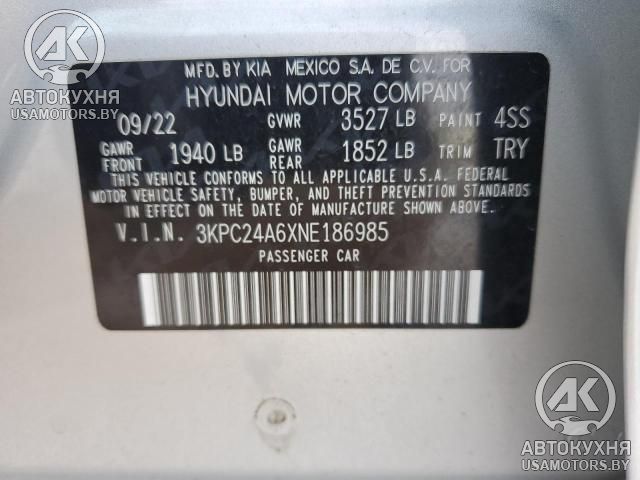 AK
АВТОКУХНЯ
USAMOTORS.BY
MFD. BY KIA MEXICO S.A. DE C.V. FOR
HYUNDAI MOTOR COMPANY
09/22 GVWR 3527 LB PAINT 4SS
GAWR FRONT 1940 LB GAWR REAR 1852 LB TRIM TRY
THIS VEHICLE CONFORMS TO ALL APPLICABLE U.S.A. FEDERAL
MOTOR VEHICLE SAFETY, BUMPER, AND THEFT PREVENTION STANDARDS
IN EFFECT ON THE DATE OF MANUFACTURE SHOWN ABOVE.
V.I.N. 3KPC24A6XNE186985
PASSENGER CAR
AK
АВТОКУХНЯ
USAMOTORS.BY